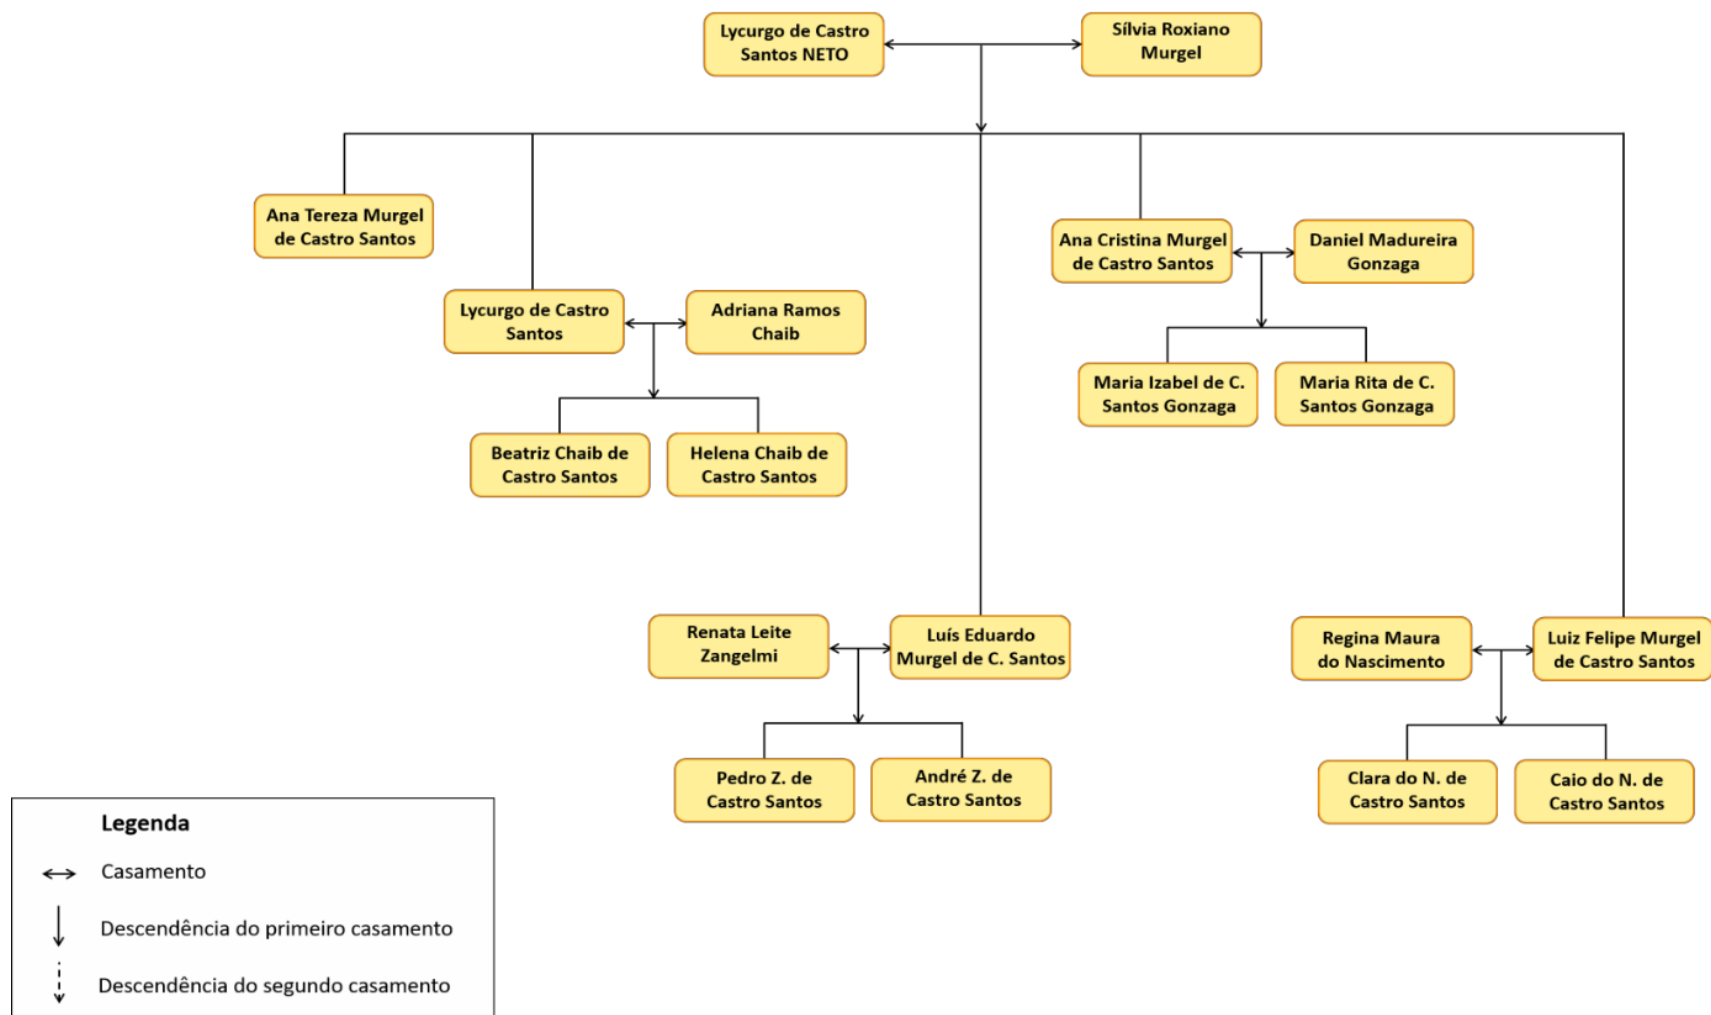 Lycurgo de Castro
Santos NETO
Sílvia Roxiano
Murgel
Ana Tereza Murgel
de Castro Santos
Ana Cristina Murgel
de Castro Santos
Daniel Madureira
Gonzaga
Lycurgo de Castro
Santos
Adriana Ramos
Chaib
Maria Izabel de C.
Santos Gonzaga
Maria Rita de C.
Santos Gonzaga
Beatriz Chaib de
Castro Santos
Helena Chaib de
Castro Santos
Renata Leite
Zangelmi
Luís Eduardo
Murgel de C. Santos
Regina Maura
do Nascimento
Luiz Felipe Murgel
de Castro Santos
Pedro Z. de
Castro Santos
André Z. de
Castro Santos
Clara do N. de
Castro Santos
Caio do N. de
Castro Santos
Legenda
Casamento
Descendência do primeiro casamento
Descendência do segundo casamento